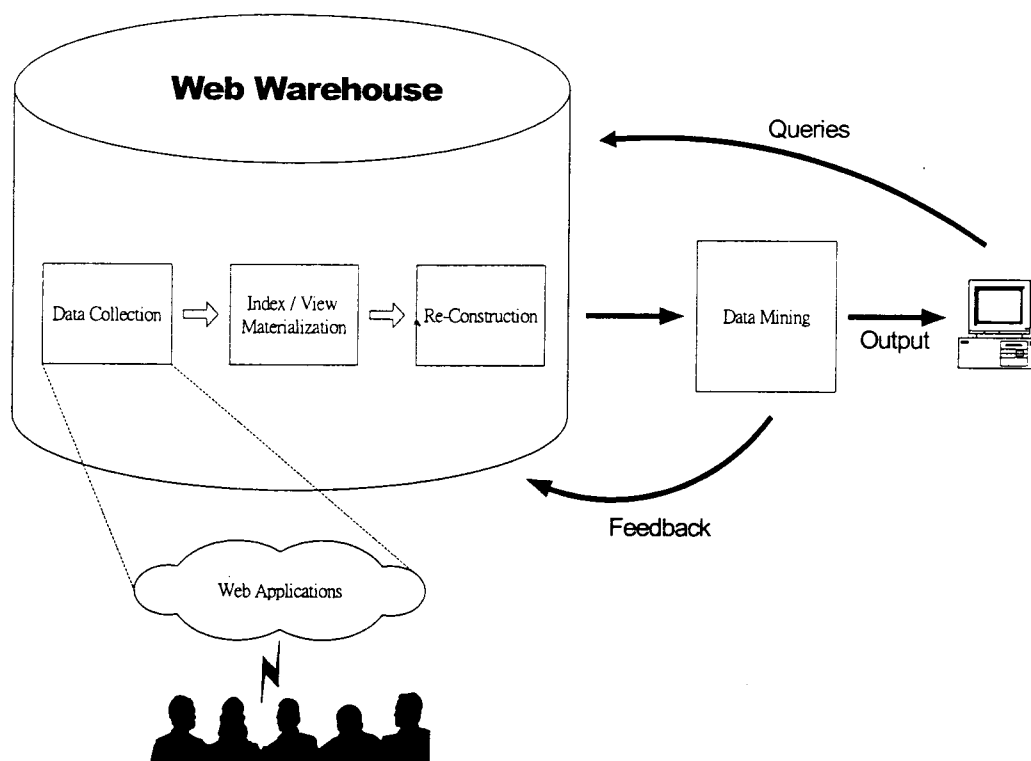 Web Warehouse
Queries
Data Collection
Index / View
Materialization
Re-Construction
Data Mining
Output
Feedback
Web Applications